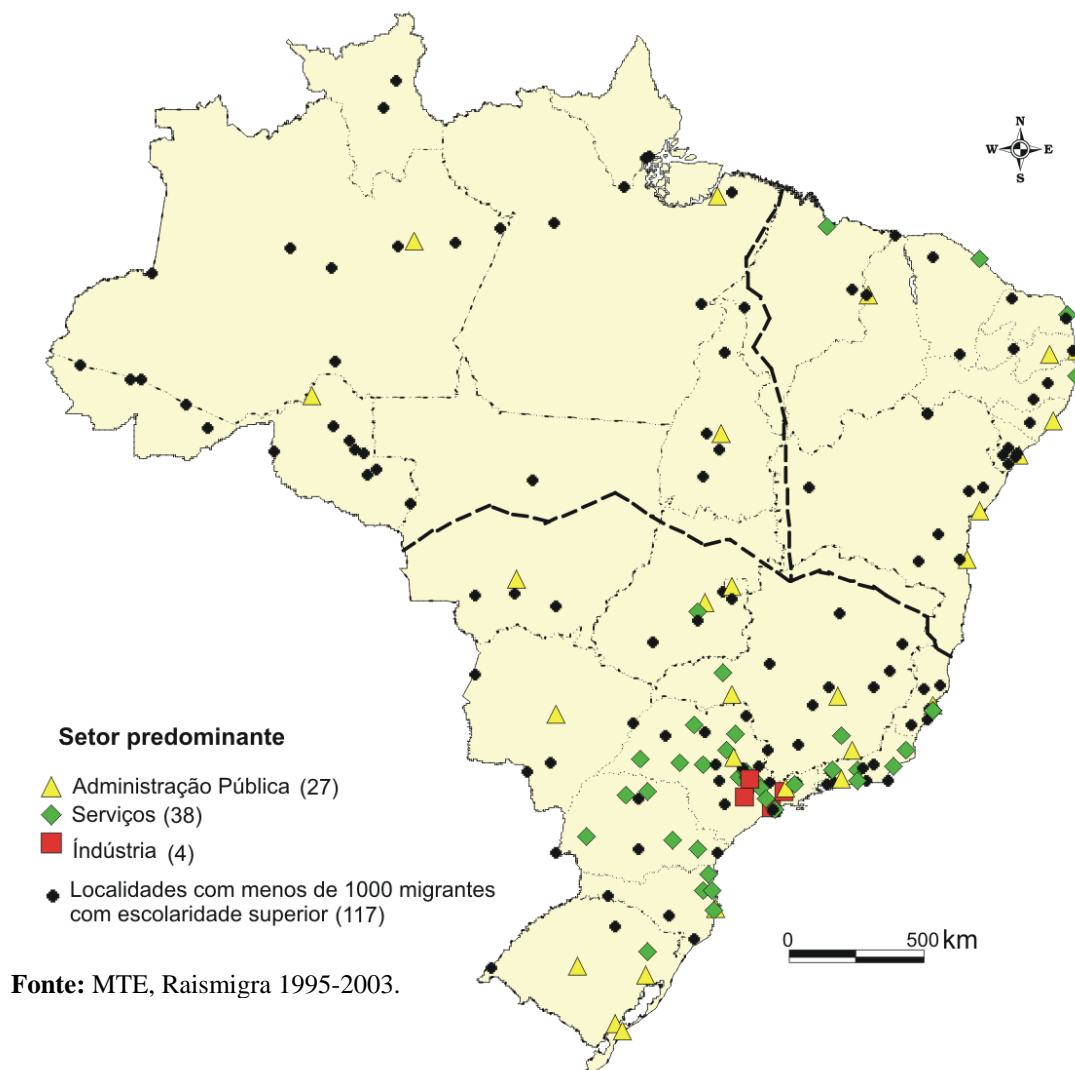 N
W E
S
Setor predominante
Administração Pública (27)
Serviços (38)
Índústria (4)
Localidades com menos de 1000 migrantes
com escolaridade superior (117)
0 500 km
Fonte: MTE, Raismigra 1995-2003.